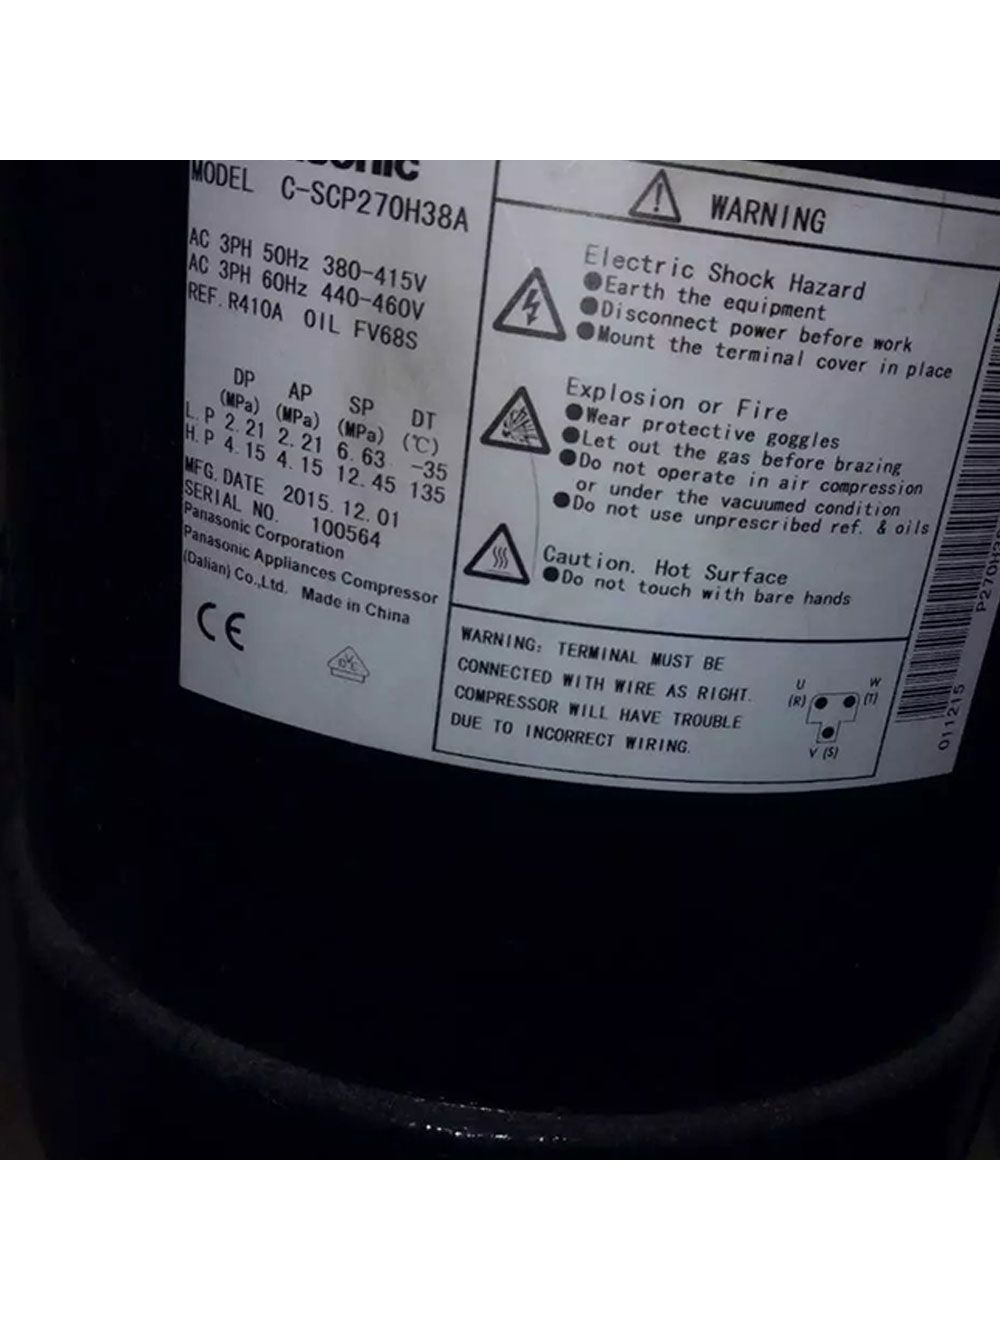 MODEL C-SCP270H38A
AC 3PH 50Hz 380-415V
AC 3PH 60Hz 440-460V
REF. R410A OIL FV68S
DP AP SP DT
(MPa) (MPa) (MPa) (℃)
L.P 2.21 2.21 6.63 -35
H.P 4.15 4.15 12.45 135
MFG. DATE 2015.12.01
SERIAL NO. 100564
Panasonic Corporation
Panasonic Appliances Compressor
(Dalian) Co.,Ltd. Made in China
CE
WARNING
Electric Shock Hazard
●Earth the equipment
●Disconnect power before work
●Mount the terminal cover in place
Explosion or Fire
●Wear protective goggles
●Let out the gas before brazing
●Do not operate in air compression
or under the vacuumed condition
●Do not use unprescribed ref. & oils
Caution. Hot Surface
●Do not touch with bare hands
WARNING: TERMINAL MUST BE
CONNECTED WITH WIRE AS RIGHT.
COMPRESSOR WILL HAVE TROUBLE
DUE TO INCORRECT WIRING.
U W
(R) (T)
V (S)
011215